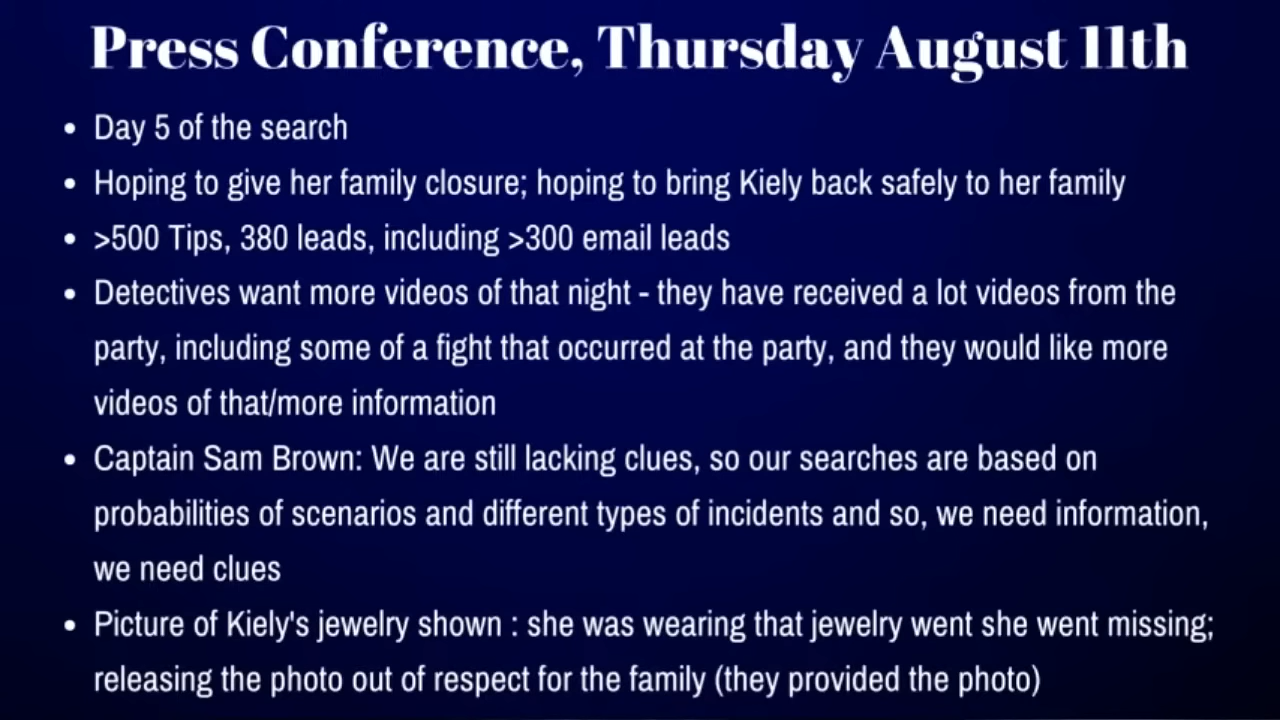 Press Conference, Thursday August 11th
• Day 5 of the search
• Hoping to give her family closure; hoping to bring Kiely back safely to her family
• >500 Tips, 380 leads, including >300 email leads
• Detectives want more videos of that night - they have received a lot videos from the
party, including some of a fight that occurred at the party, and they would like more
videos of that/more information
• Captain Sam Brown: We are still lacking clues, so our searches are based on
probabilities of scenarios and different types of incidents and so, we need information,
we need clues
• Picture of Kiely's jewelry shown : she was wearing that jewelry went she went missing;
releasing the photo out of respect for the family (they provided the photo)